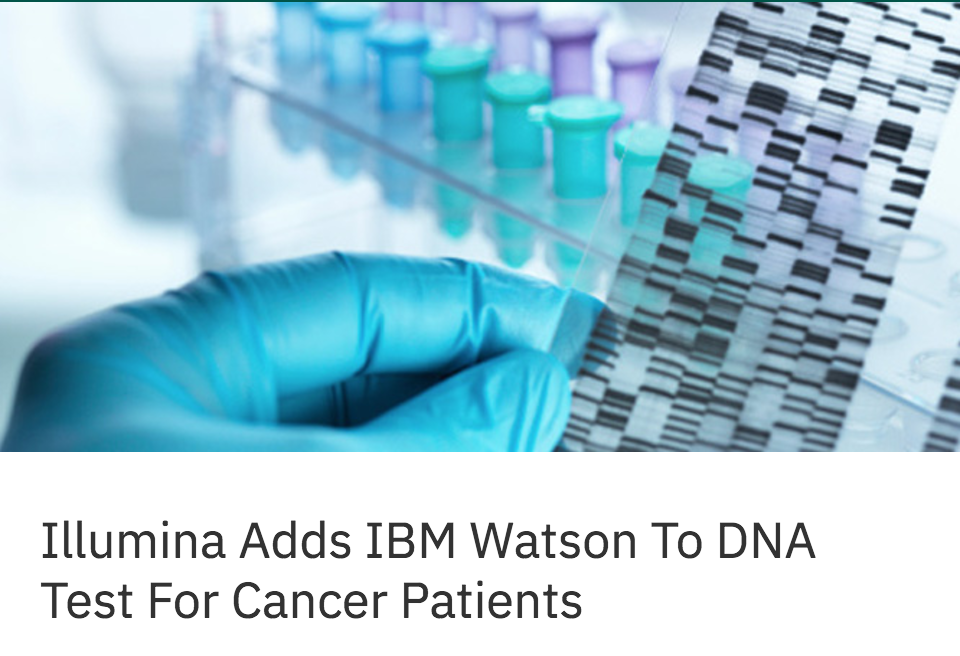 Illumina Adds IBM Watson To DNA
Test For Cancer Patients